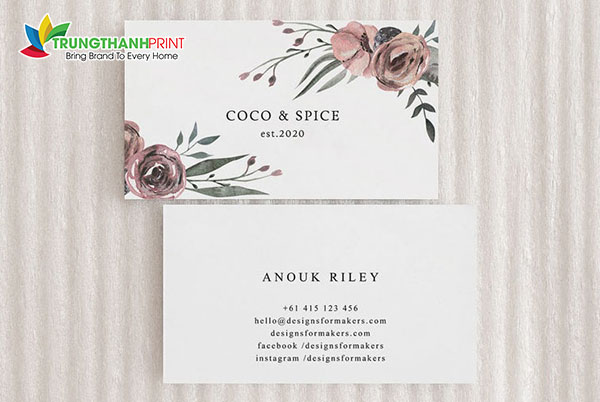 TRUNGTHANHPRINT
Bring Brand To Every Home
COCO & SPICE
est.2020
ANOUK RILEY
+61 415 123 456
hello@designsformakers.com
designsformakers.com
facebook /designsformakers
instagram /designsformakers